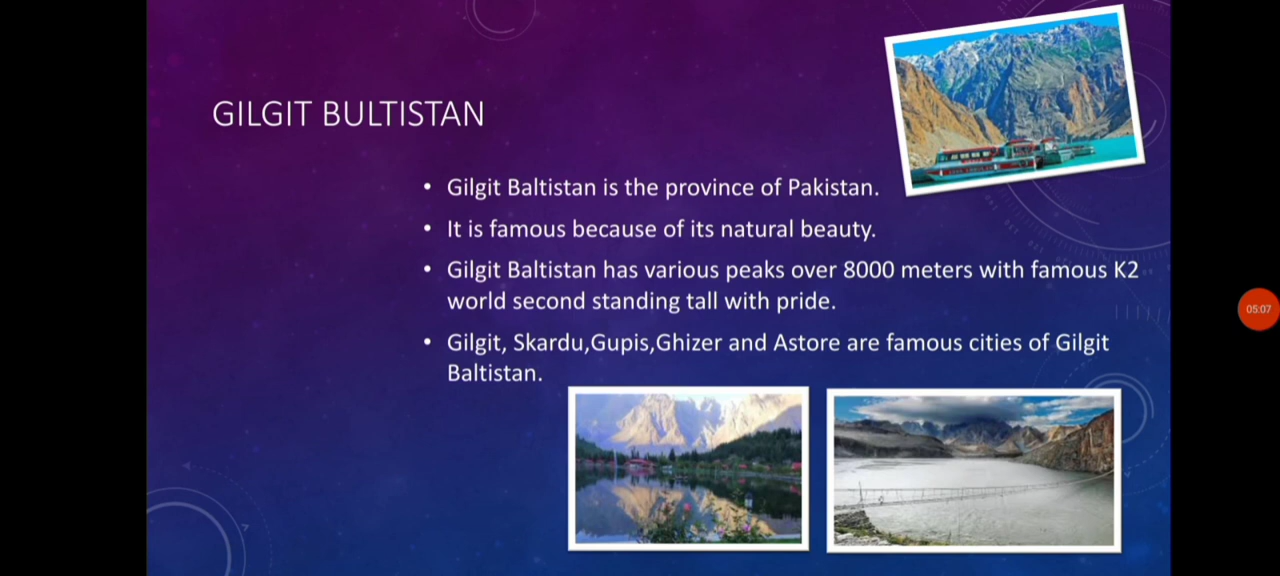 GILGIT BULTISTAN
• Gilgit Baltistan is the province of Pakistan.
• It is famous because of its natural beauty.
• Gilgit Baltistan has various peaks over 8000 meters with famous K2
world second standing tall with pride.
• Gilgit, Skardu,Gupis,Ghizer and Astore are famous cities of Gilgit
Baltistan.
05:07